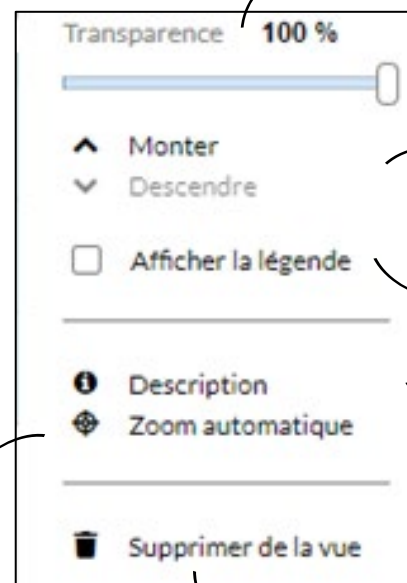 Transparence 100 %
Monter
Descendre
Afficher la légende
Description
Zoom automatique
Supprimer de la vue